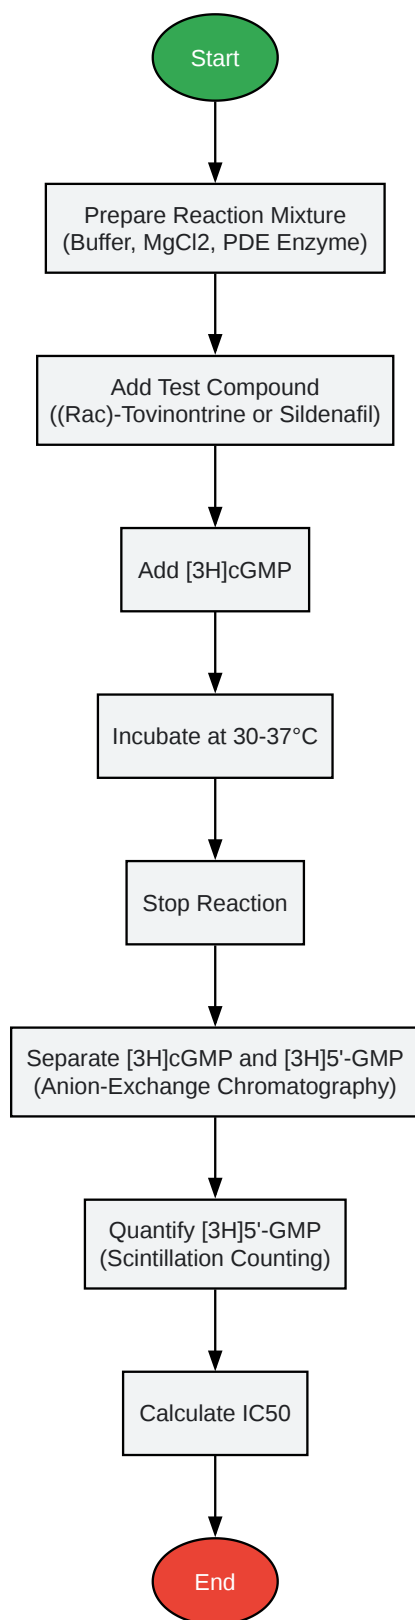 Start
Prepare Reaction Mixture
(Buffer, MgCl2, PDE Enzyme)
Add Test Compound
((Rac)-Tovinontrine or Sildenafil)
Add [3H]cGMP
Incubate at 30-37°C
Stop Reaction
Separate [3H]cGMP and [3H]5'-GMP
(Anion-Exchange Chromatography)
Quantify [3H]5'-GMP
(Scintillation Counting)
Calculate IC50
End